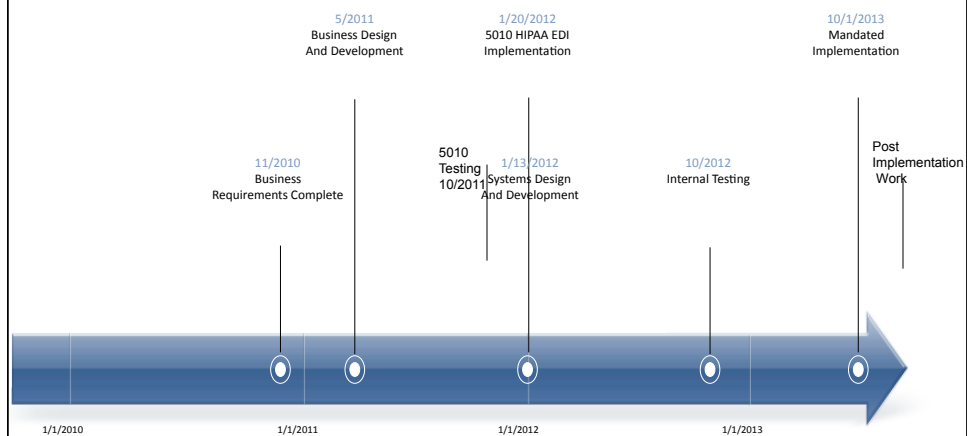 5/2011
Business Design
And Development
1/20/2012
5010 HIPAA EDI
Implementation
10/1/2013
Mandated
Implementation
11/2010
Business
Requirements Complete
5010
Testing
10/2011
1/13/2012
Systems Design
And Development
10/2012
Internal Testing
Post
Implementation
Work
1/1/2010
1/1/2011
1/1/2012
1/1/2013